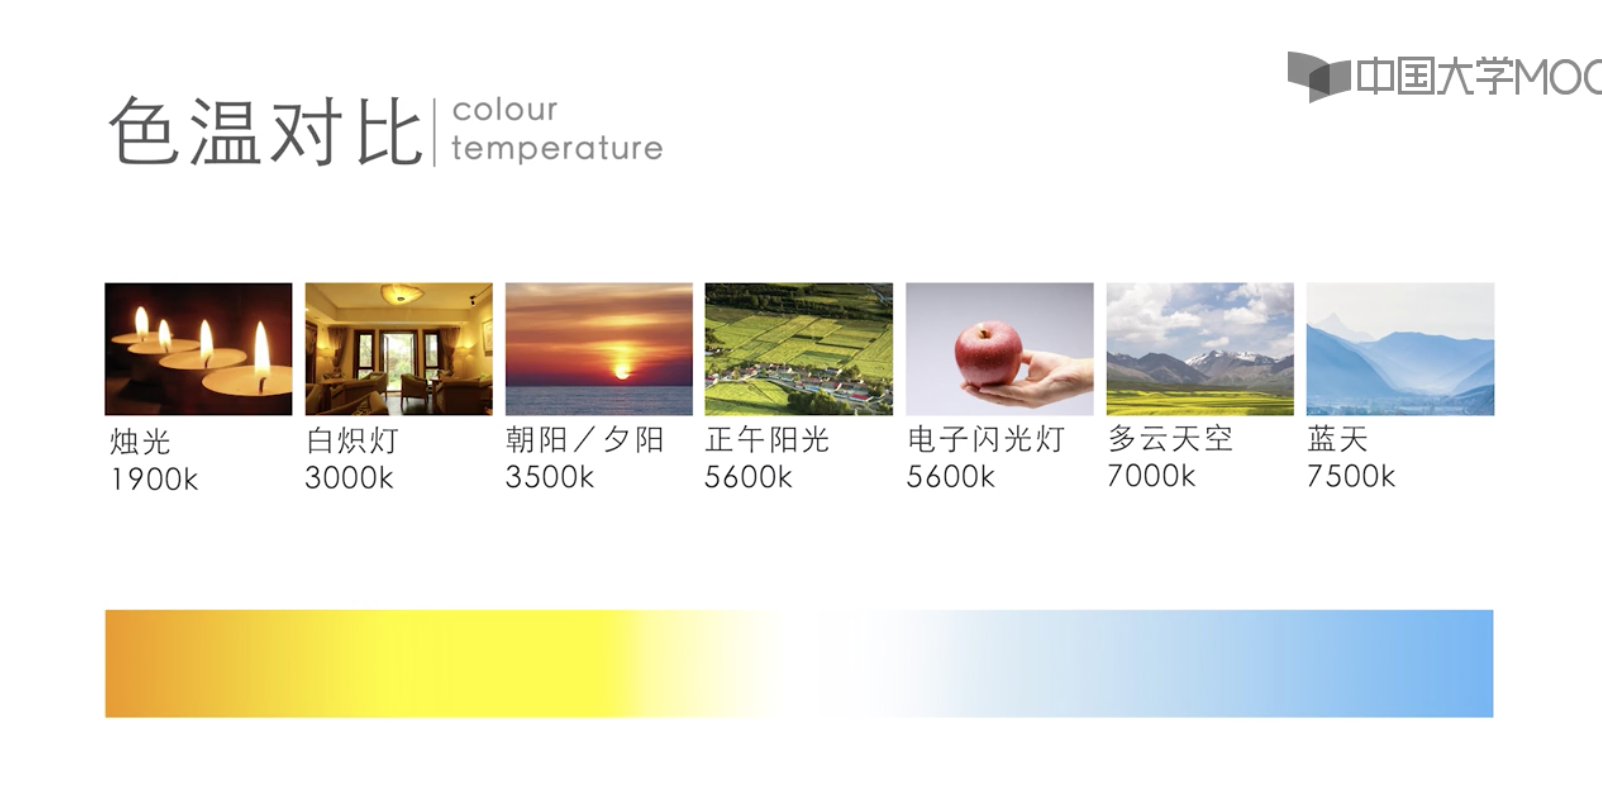 色温对比
colour
temperature
中国大学MOO
烛光
1900k
白炽灯
3000k
朝阳／夕阳
3500k
正午阳光
5600k
电子闪光灯
5600k
多云天空
7000k
蓝天
7500k